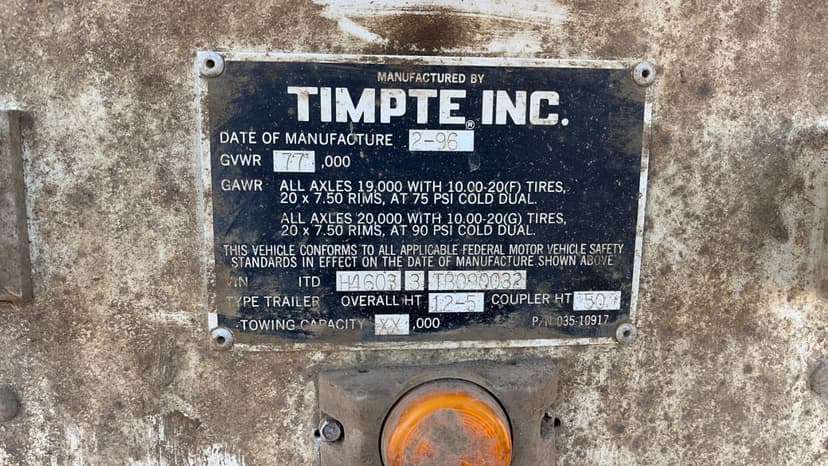 MANUFACTURED BY
TIMPTE® INC.
DATE OF MANUFACTURE 2-96
GVWR 77 ,000
GAWR ALL AXLES 19,000 WITH 10.00-20(F) TIRES,
20 x 7.50 RIMS, AT 75 PSI COLD DUAL.
ALL AXLES 20,000 WITH 10.00-20(G) TIRES,
20 x 7.50 RIMS, AT 90 PSI COLD DUAL.
THIS VEHICLE CONFORMS TO ALL APPLICABLE FEDERAL MOTOR VEHICLE SAFETY
STANDARDS IN EFFECT ON THE DATE OF MANUFACTURE SHOWN ABOVE
VIN 1TD H4603 3 TB090032
TYPE TRAILER OVERALL HT 12-5 COUPLER HT 50
TOWING CAPACITY XX ,000 P/N 035-10917